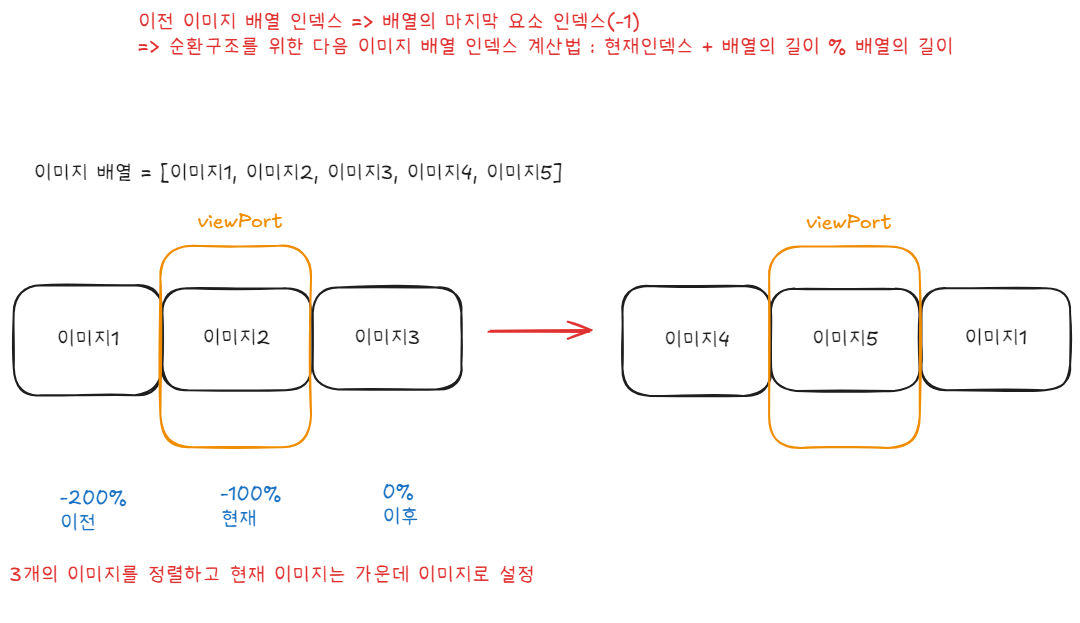 이전 이미지 배열 인덱스 => 배열의 마지막 요소 인덱스(-1)
=> 순환구조를 위한 다음 이미지 배열 인덱스 계산법 : 현재인덱스 + 배열의 길이 % 배열의 길이
이미지 배열 = [이미지1, 이미지2, 이미지3, 이미지4, 이미지5]
viewPort
viewPort
이미지1
이미지2
이미지3
이미지4
이미지5
이미지1
-200%
이전
-100%
현재
0%
이후
3개의 이미지를 정렬하고 현재 이미지는 가운데 이미지로 설정